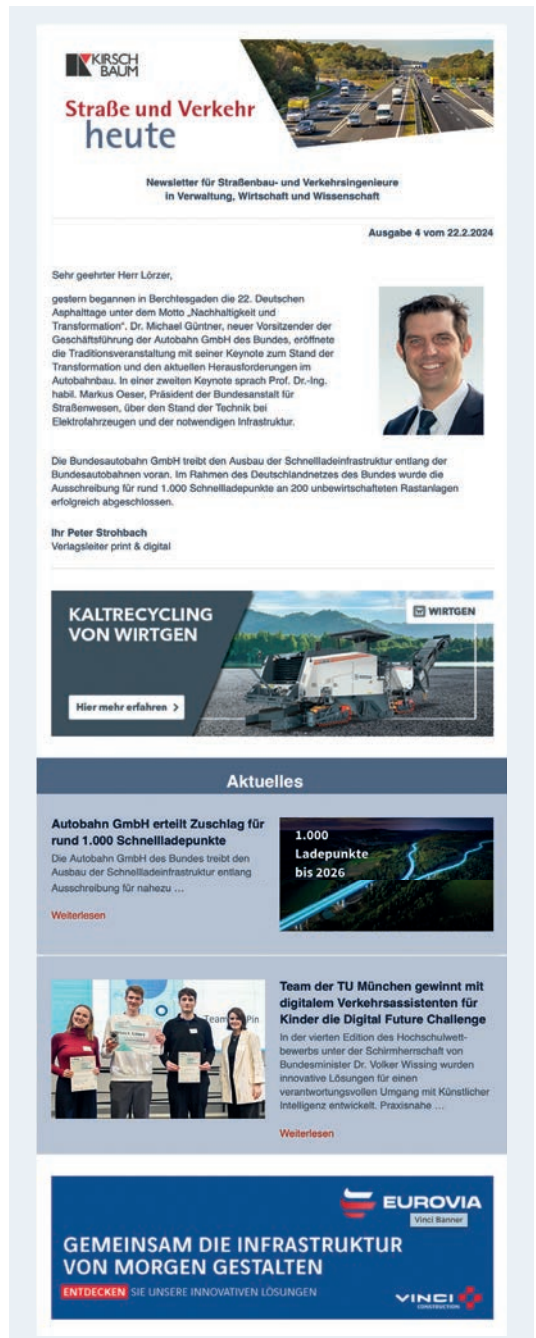 KIRSCH
BAUM
Straße und Verkehr
heute
Newsletter für Straßenbau- und Verkehrsingenieure
in Verwaltung, Wirtschaft und Wissenschaft
Ausgabe 4 vom 22.2.2024
Sehr geehrter Herr Lörzer,
gestern begannen in Berchtesgaden die 22. Deutschen
Asphalttage unter dem Motto „Nachhaltigkeit und
Transformation". Dr. Michael Güntner, neuer Vorsitzender der
Geschäftsführung der Autobahn GmbH des Bundes, eröffnete
die Traditionsveranstaltung mit seiner Keynote zum Stand der
Transformation und den aktuellen Herausforderungen im
Autobahnbau. In einer zweiten Keynote sprach Prof. Dr.-Ing.
habil. Markus Oeser, Präsident der Bundesanstalt für
Straßenwesen, über den Stand der Technik bei
Elektrofahrzeugen und der notwendigen Infrastruktur.
Die Bundesautobahn GmbH treibt den Ausbau der Schnellladeinfrastruktur entlang der
Bundesautobahnen voran. Im Rahmen des Deutschlandnetzes des Bundes wurde die
Ausschreibung für rund 1.000 Schnellladepunkte an 200 unbewirtschafteten Rastanlagen
erfolgreich abgeschlossen.
Ihr Peter Strohbach
Verlagsleiter print & digital
KALTRECYCLING
VON WIRTGEN
WIRTGEN
Hier mehr erfahren >
Aktuelles
Autobahn GmbH erteilt Zuschlag für
rund 1.000 Schnellladepunkte
Die Autobahn GmbH des Bundes treibt den
Ausbau der Schnellladeinfrastruktur entlang
Ausschreibung für nahezu …
Weiterlesen
1.000
Ladepunkte
bis 2026
Team der TU München gewinnt mit
digitalem Verkehrsassistenten für
Kinder die Digital Future Challenge
In der vierten Edition des Hochschulwett-
bewerbs unter der Schirmherrschaft von
Bundesminister Dr. Volker Wissing wurden
innovative Lösungen für einen
verantwortungsvollen Umgang mit Künstlicher
Intelligenz entwickelt. Praxisnahe …
Weiterlesen
EUROVIA
Vinci Banner
GEMEINSAM DIE INFRASTRUKTUR
VON MORGEN GESTALTEN
ENTDECKEN SIE UNSERE INNOVATIVEN LÖSUNGEN
VINCI
CONSTRUCTION